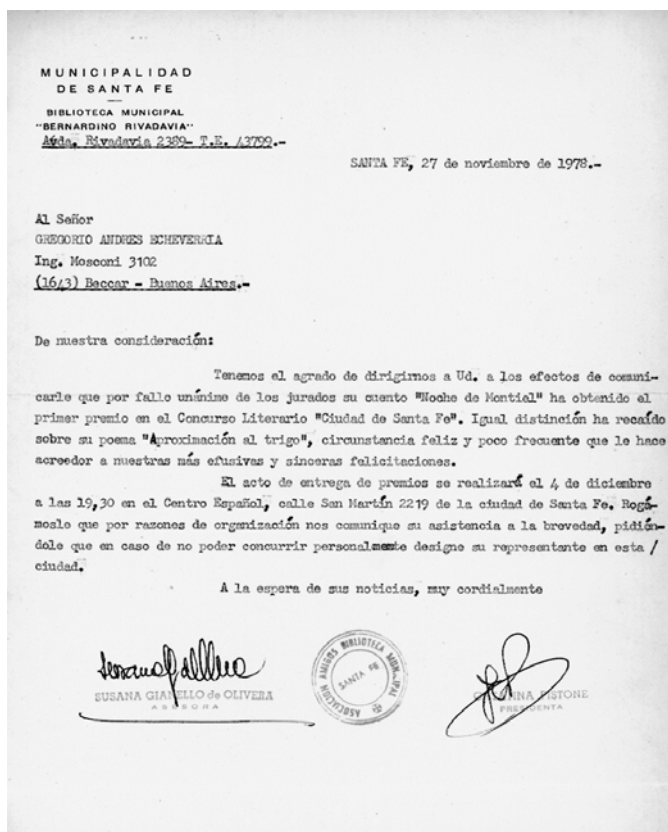 MUNICIPALIDAD
DE SANTA FE
BIBLIOTECA MUNICIPAL
"BERNARDINO RIVADAVIA"
Avda. Rivadavia 2389- T.E. 43799.-
SANTA FE, 27 de noviembre de 1978.-
Al Señor
GREGORIO ANDRES ECHEVERRIA
Ing. Mosconi 3102
(1643) Beccar - Buenos Aires.-
De nuestra consideración:
Tenemos el agrado de dirigirnos a Ud. a los efectos de comuni-
carle que por fallo unánime de los jurados su cuento "Noche de Montiel" ha obtenido el
primer premio en el Concurso Literario "Ciudad de Santa Fe". Igual distinción ha recaído
sobre su poema "Aproximación al trigo", circunstancia feliz y poco frecuente que le hace
acreedor a nuestras más efusivas y sinceras felicitaciones.
El acto de entrega de premios se realizará el 4 de diciembre
a las 19,30 en el Centro Español, calle San Martín 2219 de la ciudad de Santa Fe. Rogá-
mosle que por razones de organización nos comunique su asistencia a la brevedad, pidién-
dole que en caso de no poder concurrir personalmente designe su representante en esta /
ciudad.
A la espera de sus noticias, muy cordialmente
SUSANA GIANELLO de OLIVERA
ASESORA
ASOCIACION AMIGOS BIBLIOTECA MUNICIPAL
SANTA FE
PISTONE
PRESIDENTA